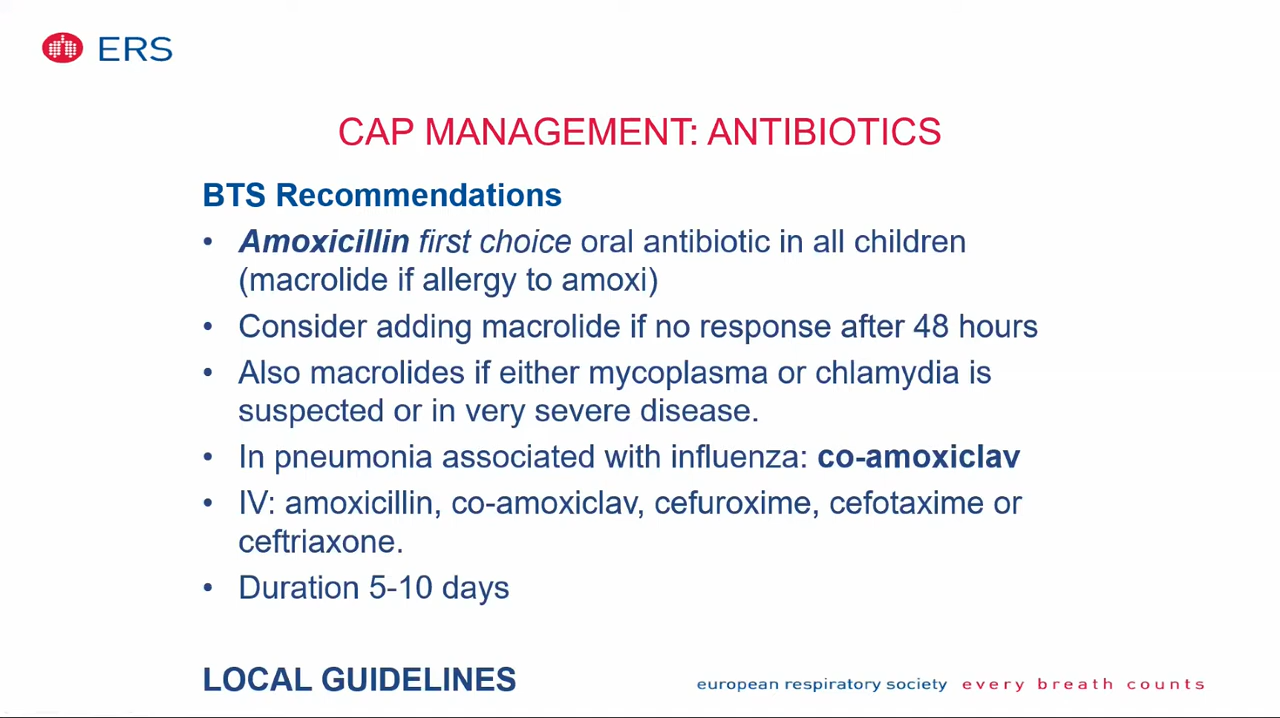 ERS
CAP MANAGEMENT: ANTIBIOTICS
BTS Recommendations
• Amoxicillin first choice oral antibiotic in all children
(macrolide if allergy to amoxi)
• Consider adding macrolide if no response after 48 hours
• Also macrolides if either mycoplasma or chlamydia is
suspected or in very severe disease.
• In pneumonia associated with influenza: co-amoxiclav
• IV: amoxicillin, co-amoxiclav, cefuroxime, cefotaxime or
ceftriaxone.
• Duration 5-10 days
LOCAL GUIDELINES
european respiratory society every breath counts